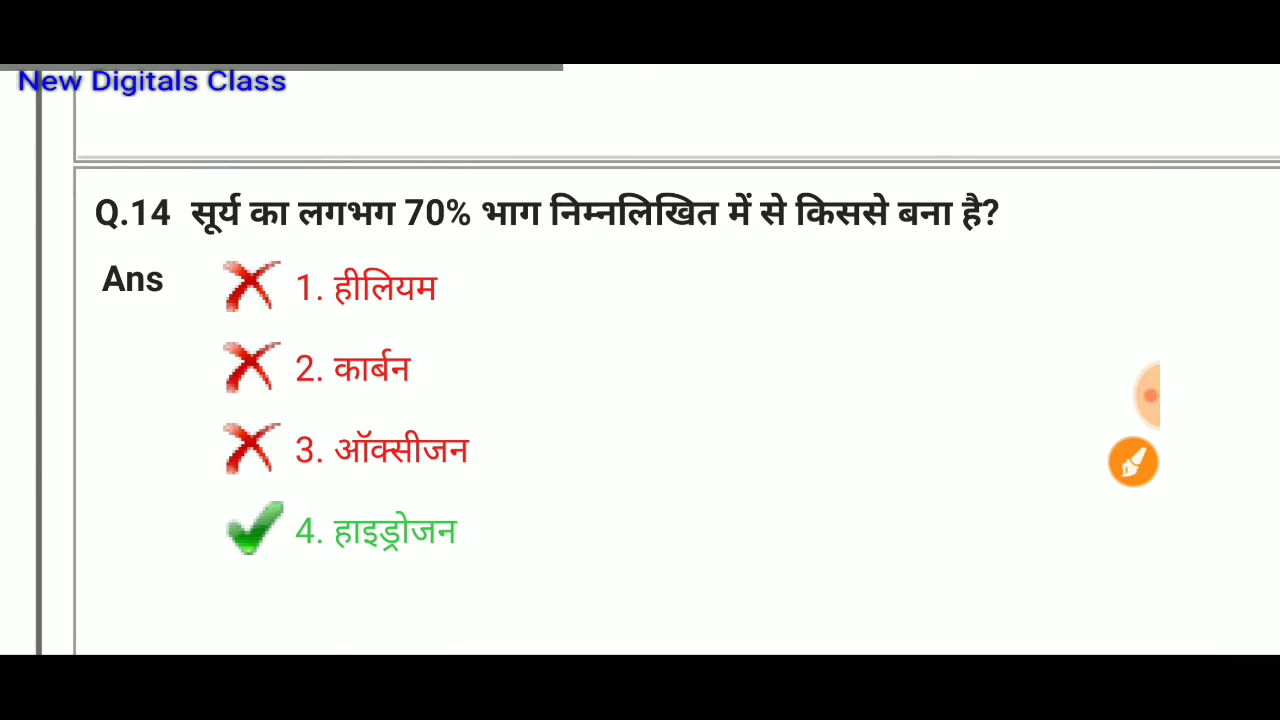 New Digitals Class
Q.14 सूर्य का लगभग 70% भाग निम्नलिखित में से किससे बना है?
Ans 1. हीलियम
2. कार्बन
3. ऑक्सीजन
4. हाइड्रोजन